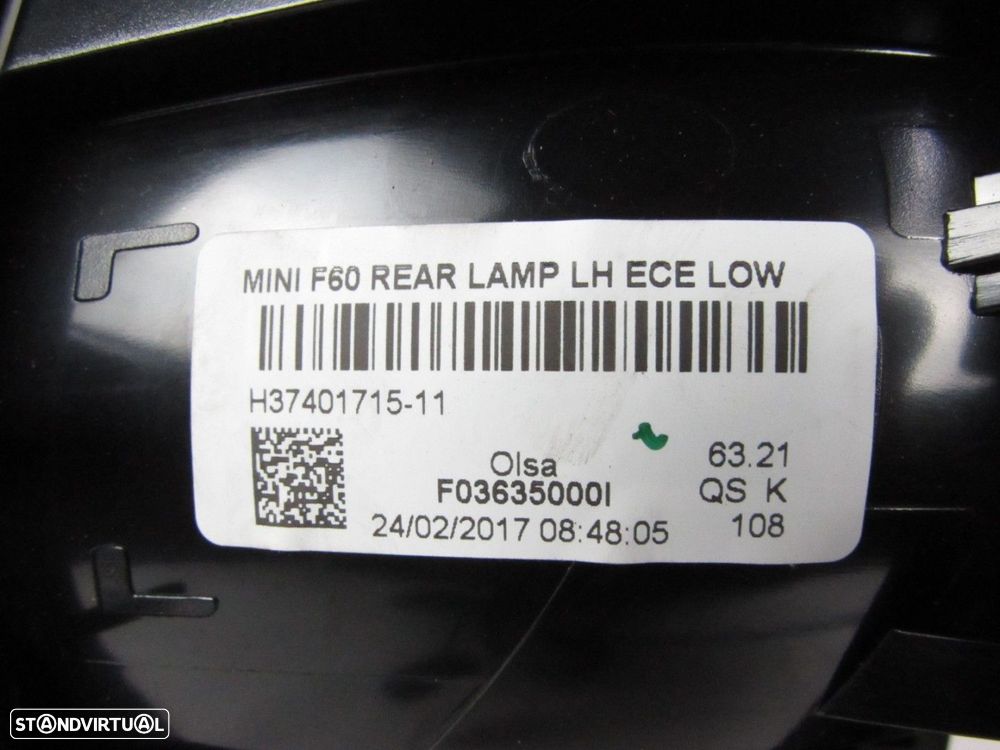 MINI F60 REAR LAMP LH ECE LOW
H37401715-11
Olsa
63.21
F03635000I
QS K
24/02/2017 08:48:05
108
STANDVIRTUAL